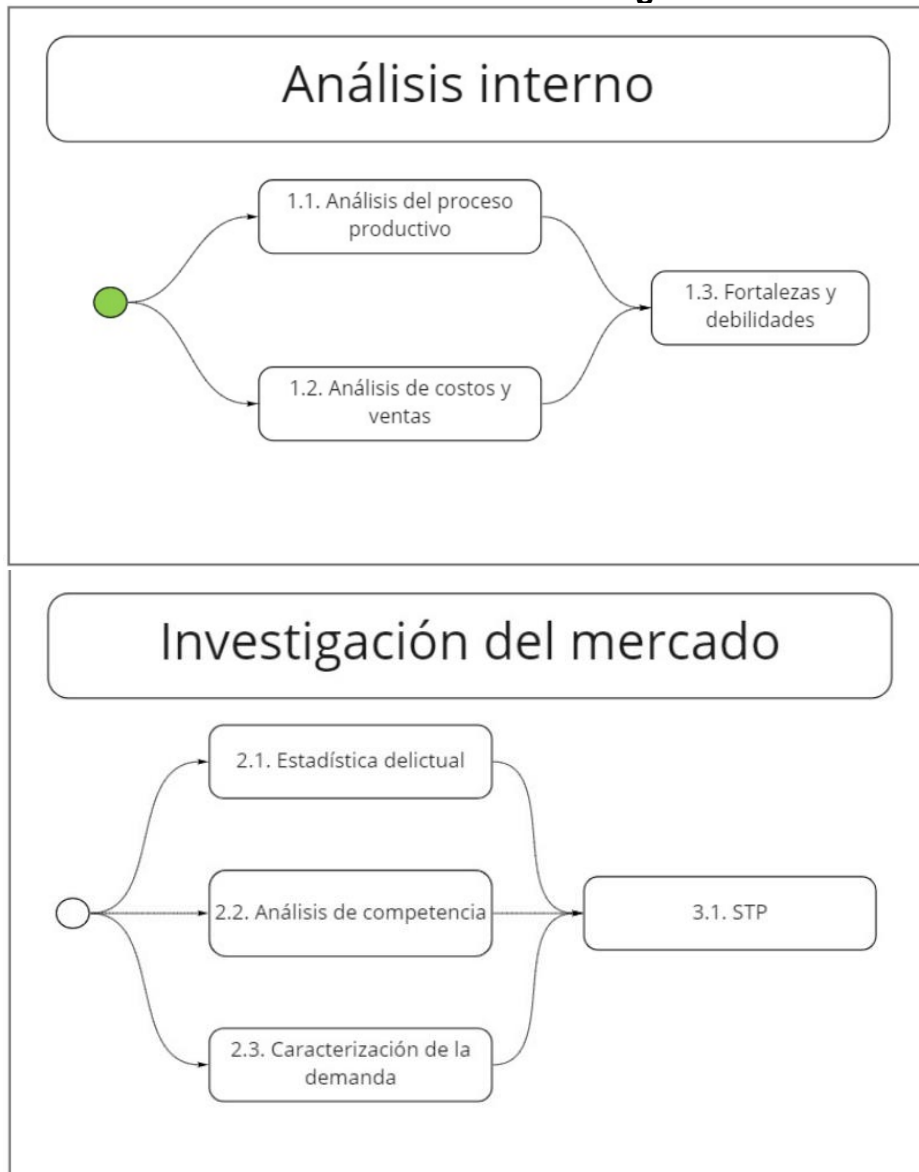 Análisis interno
1.1. Análisis del proceso
productivo
1.2. Análisis de costos y
ventas
1.3. Fortalezas y
debilidades
Investigación del mercado
2.1. Estadística delictual
2.2. Análisis de competencia
2.3. Caracterización de la
demanda
3.1. STP